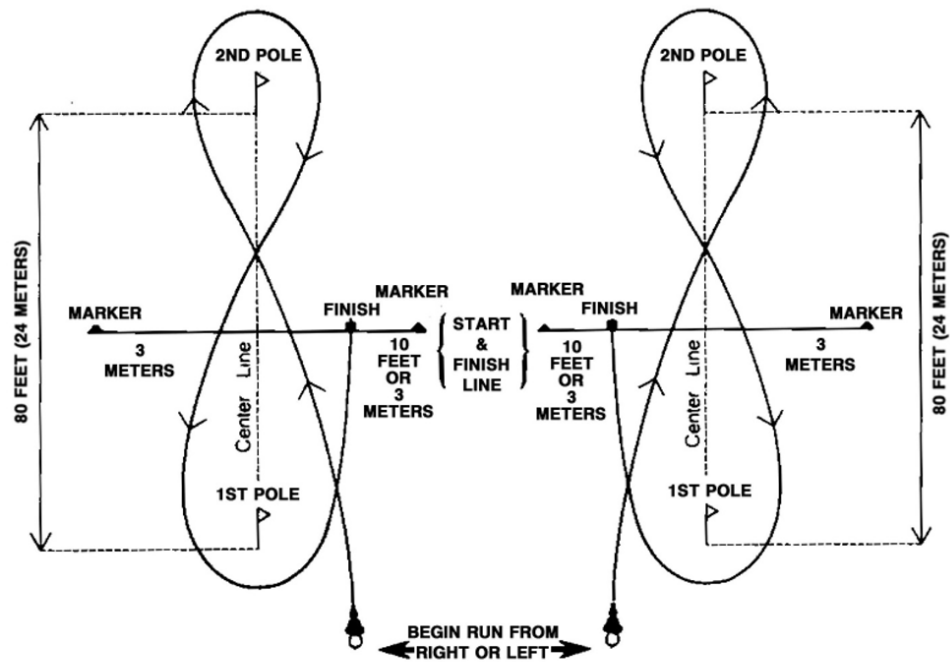 2ND POLE
2ND POLE
80 FEET (24 METERS)
80 FEET (24 METERS)
MARKER
MARKER
FINISH
MARKER
FINISH
MARKER
3
METERS
10
FEET
OR
3
METERS
START
&
FINISH
LINE
10
FEET
OR
3
METERS
3
METERS
Center Line
Center Line
1ST POLE
1ST POLE
BEGIN RUN FROM
RIGHT OR LEFT